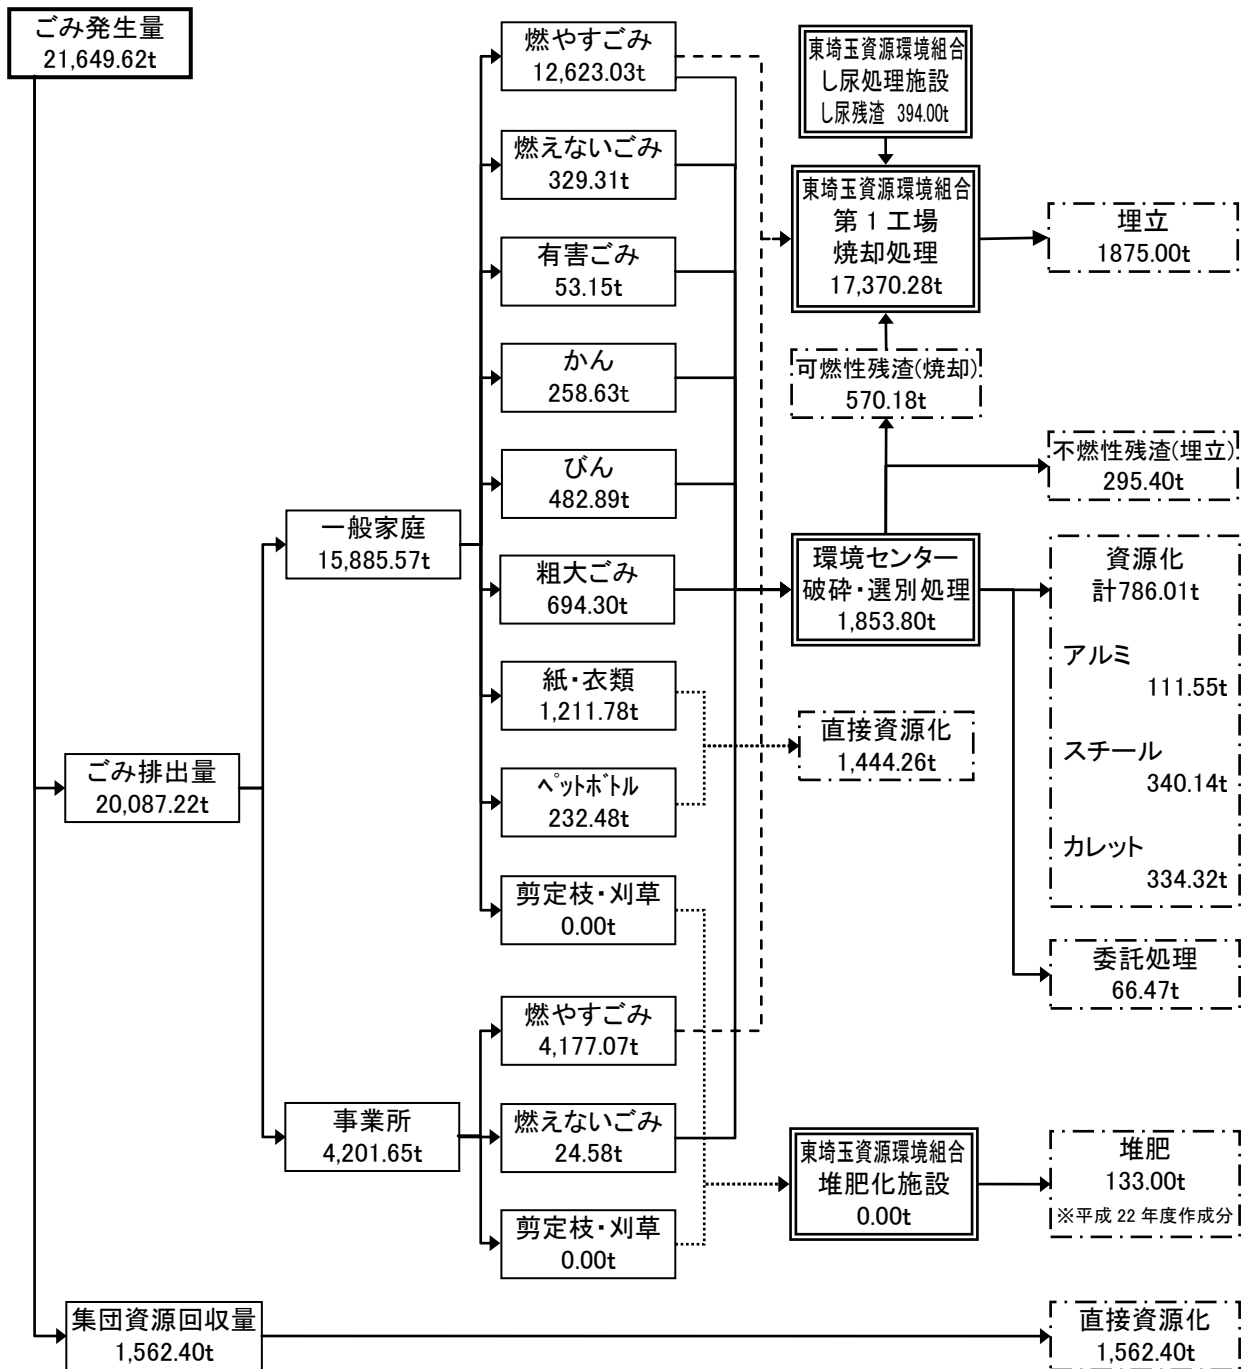 ごみ発生量
21,649.62t
ごみ排出量
20,087.22t
集団資源回収量
1,562.40t
一般家庭
15,885.57t
事業所
4,201.65t
燃やすごみ
12,623.03t
燃えないごみ
329.31t
有害ごみ
53.15t
かん
258.63t
びん
482.89t
粗大ごみ
694.30t
紙・衣類
1,211.78t
ペットボトル
232.48t
剪定枝・刈草
0.00t
燃やすごみ
4,177.07t
燃えないごみ
24.58t
剪定枝・刈草
0.00t
東埼玉資源環境組合
し尿処理施設
し尿残渣 394.00t
東埼玉資源環境組合
第1工場
焼却処理
17,370.28t
可燃性残渣(焼却)
570.18t
環境センター
破砕・選別処理
1,853.80t
直接資源化
1,444.26t
東埼玉資源環境組合
堆肥化施設
0.00t
埋立
1875.00t
不燃性残渣(埋立)
295.40t
資源化
計786.01t
アルミ
111.55t
スチール
340.14t
カレット
334.32t
委託処理
66.47t
堆肥
133.00t
※平成22年度作成分
直接資源化
1,562.40t